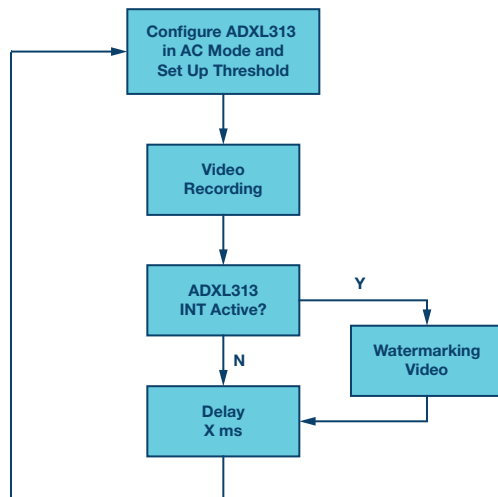 Configure ADXL313
in AC Mode and
Set Up Threshold
Video
Recording
ADXL313
INT Active?
Y
Watermarking
Video
N
Delay
X ms